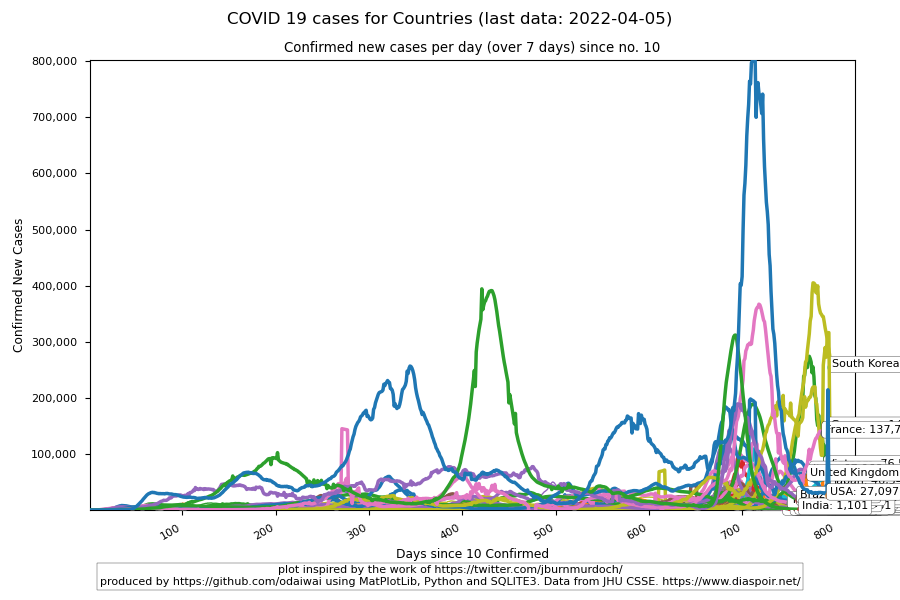 COVID 19 cases for Countries (last data: 2022-04-05)
Confirmed new cases per day (over 7 days) since no. 10
800,000
700,000
600,000
500,000
400,000
300,000
200,000
100,000
Confirmed New Cases
South Korea
rance: 137,7
United Kingdom
USA: 27,097
India: 1,101
100
200
300
400
500
600
700
800
Days since 10 Confirmed
plot inspired by the work of https://twitter.com/jburnmurdoch/
produced by https://github.com/odaiwai using MatPlotLib, Python and SQLITE3. Data from JHU CSSE. https://www.diaspoir.net/